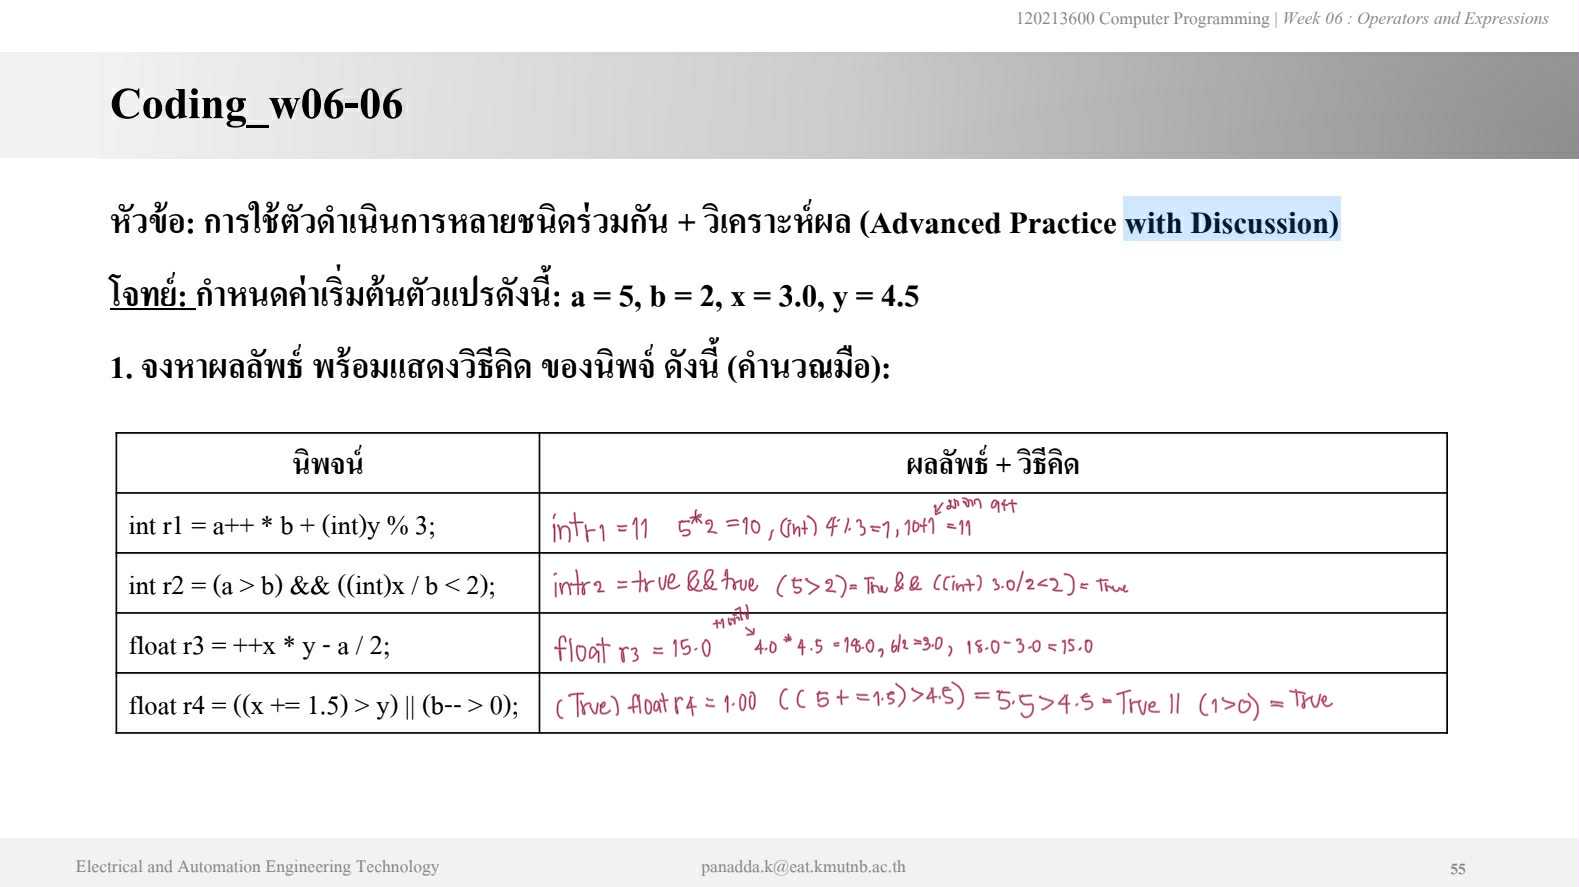 120213600 Computer Programming | Week 06 : Operators and Expressions
Coding_w06-06
หัวข้อ: การใช้ตัวดำเนินการหลายชนิดร่วมกัน + วิเคราะห์ผล (Advanced Practice with Discussion)
โจทย์: กำหนดค่าเริ่มต้นตัวแปรดังนี้: a = 5, b = 2, x = 3.0, y = 4.5
1. จงหาผลลัพธ์ พร้อมแสดงวิธีคิด ของนิพจ์ ดังนี้ (คำนวณมือ):
นิพจน์ ผลลัพธ์ + วิธีคิด
a++
int r1 = a++ * b + (int)y % 3; int r1 = 11 5*2 = 10 , (int) 4 % 3 = 1 , 10+1 = 11
int r2 = (a > b) && ((int)x / b < 2); int r2 = true && true (5>2) = True && ((int) 3.0/2<2) = True
float r3 = ++x * y - a / 2; float r3 = 15.0 4.0 * 4.5 = 18.0, 6/2 = 3.0, 18.0 - 3.0 = 15.0
float r4 = ((x += 1.5) > y) || (b-- > 0); (True) float r4 = 1.00 ((5 + = 1.5) > 4.5) = 5.5 > 4.5 = True || (1>0) = True
Electrical and Automation Engineering Technology panadda.k@eat.kmutnb.ac.th 55